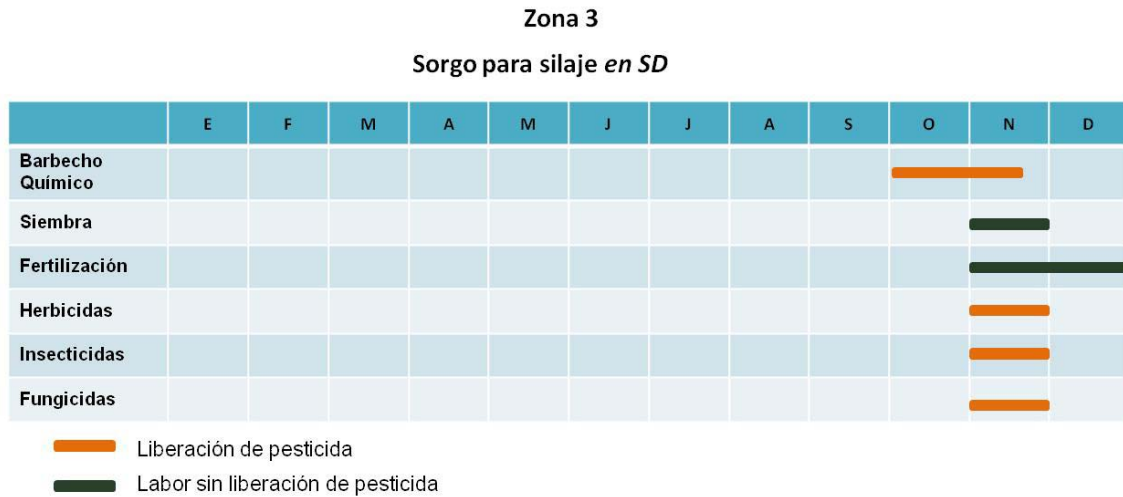 Zona 3
Sorgo para silaje en SD
E F M A M J J A S O N D
Barbecho
Químico
Siembra
Fertilización
Herbicidas
Insecticidas
Fungicidas
Liberación de pesticida
Labor sin liberación de pesticida